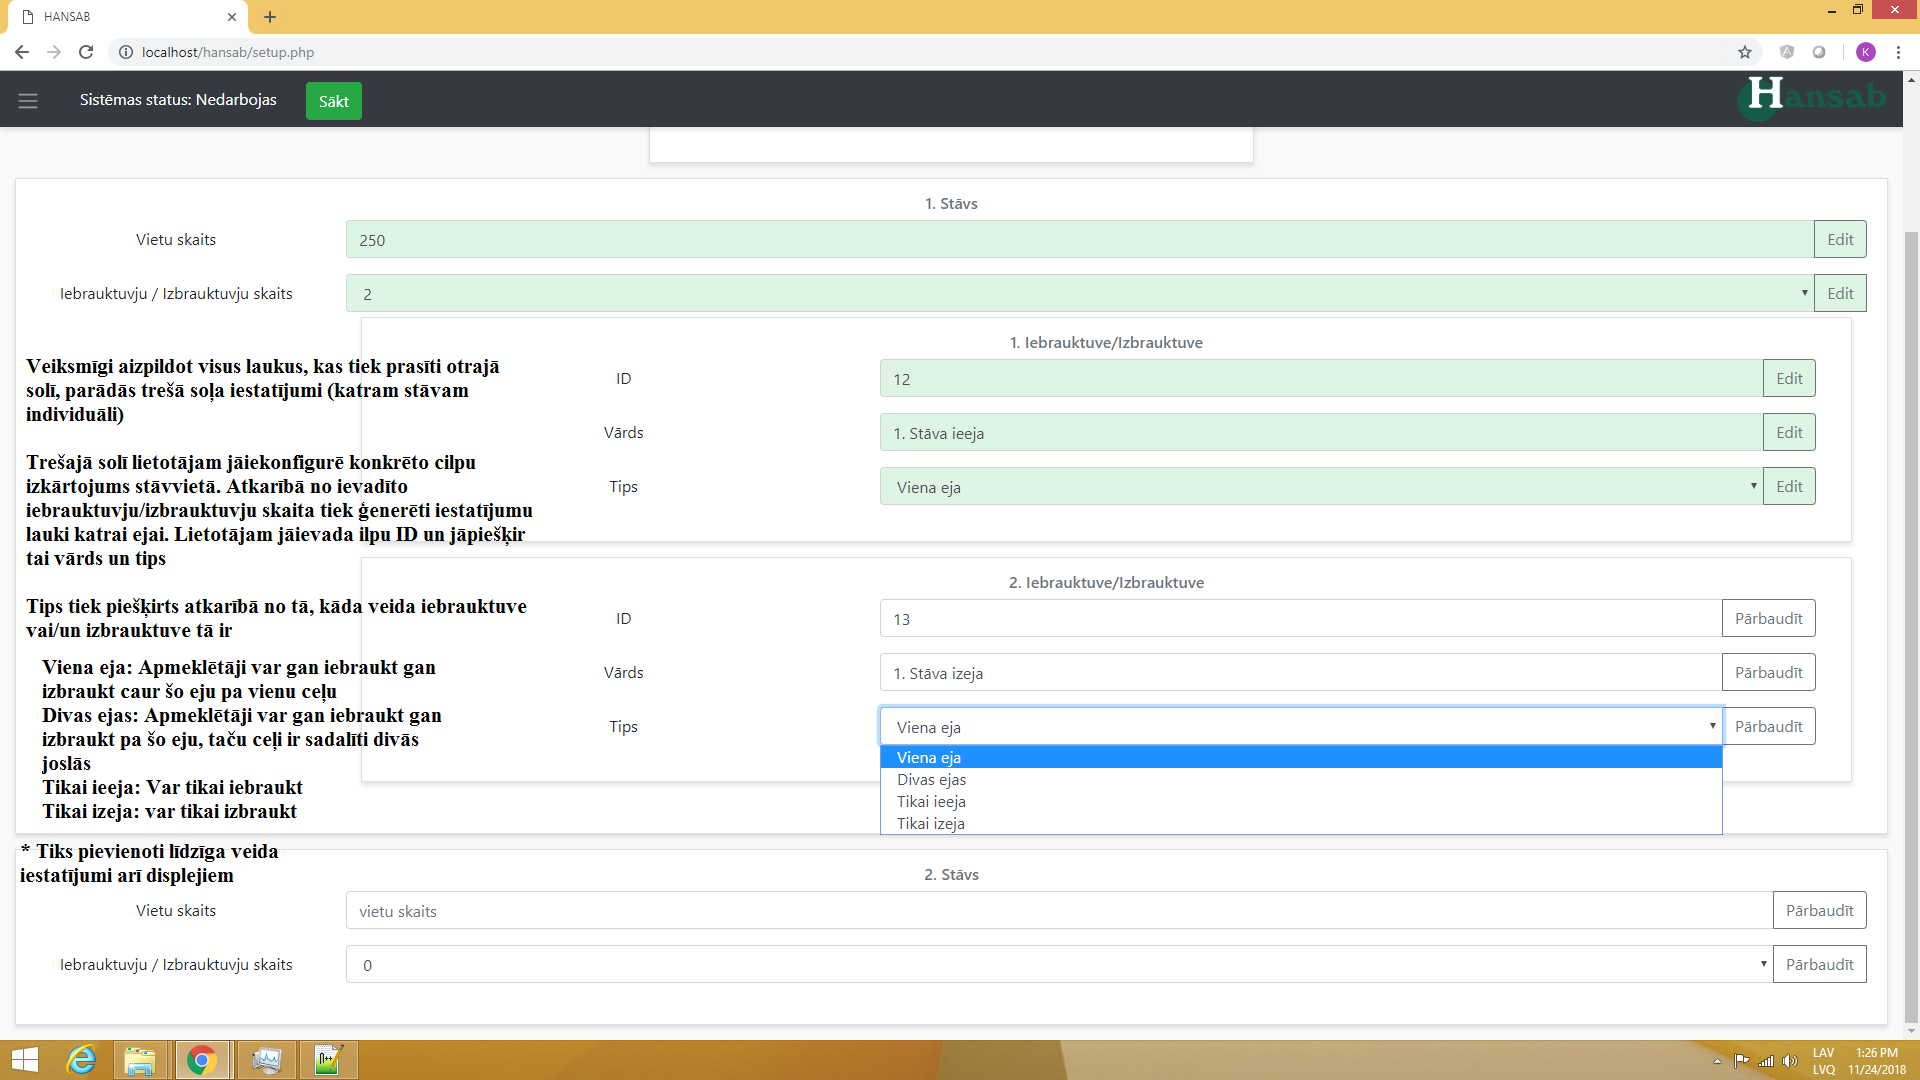 HANSAB
localhost/hansab/setup.php
K
Sistēmas status: Nedarbojas
Sākt
Hansab
1. Stāvs
Vietu skaits
250
Edit
Iebrauktuvju / Izbrauktuvju skaits
2
Edit
1. Iebrauktuve/Izbrauktuve
ID
12
Edit
Vārds
1. Stāva ieeja
Edit
Tips
Viena eja
Edit
Veiksmīgi aizpildot visus laukus, kas tiek prasīti otrajā
solī, parādās trešā soļa iestatījumi (katram stāvam
individuāli)
Trešajā solī lietotājam jāiekonfigurē konkrēto cilpu
izkārtojums stāvvietā. Atkarībā no ievadīto
iebrauktuvju/izbrauktuvju skaita tiek ģenerēti iestatījumu
lauki katrai ejai. Lietotājam jāievada ilpu ID un jāpiešķir
tai vārds un tips
Tips tiek piešķirts atkarībā no tā, kāda veida iebrauktuve
vai/un izbrauktuve tā ir
Viena eja: Apmeklētāji var gan iebraukt gan
izbraukt caur šo eju pa vienu ceļu
Divas ejas: Apmeklētāji var gan iebraukt gan
izbraukt pa šo eju, taču ceļi ir sadalīti divās
joslās
Tikai ieeja: Var tikai iebraukt
Tikai izeja: var tikai izbraukt
2. Iebrauktuve/Izbrauktuve
ID
13
Pārbaudīt
Vārds
1. Stāva izeja
Pārbaudīt
Tips
Viena eja
Pārbaudīt
Viena eja
Divas ejas
Tikai ieeja
Tikai izeja
* Tiks pievienoti līdzīga veida
iestatījumi arī displejiem
2. Stāvs
Vietu skaits
vietu skaits
Pārbaudīt
Iebrauktuvju / Izbrauktuvju skaits
0
Pārbaudīt
LAV
LVQ
1:26 PM
11/24/2018